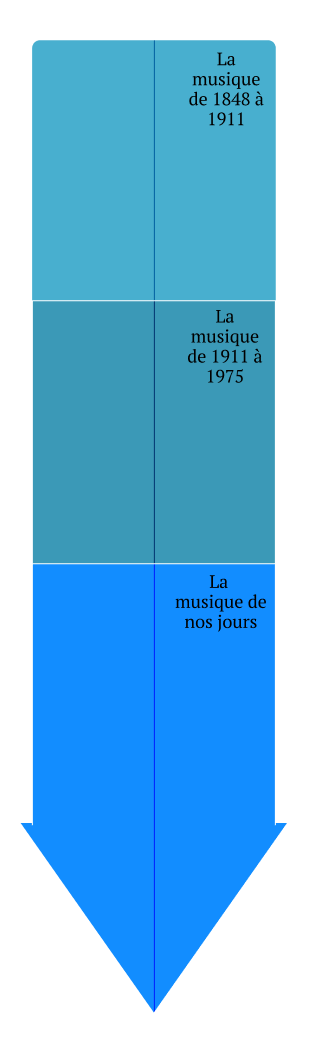 La
musique
de 1848 à
1911
La
musique
de 1911 à
1975
La
musique de
nos jours